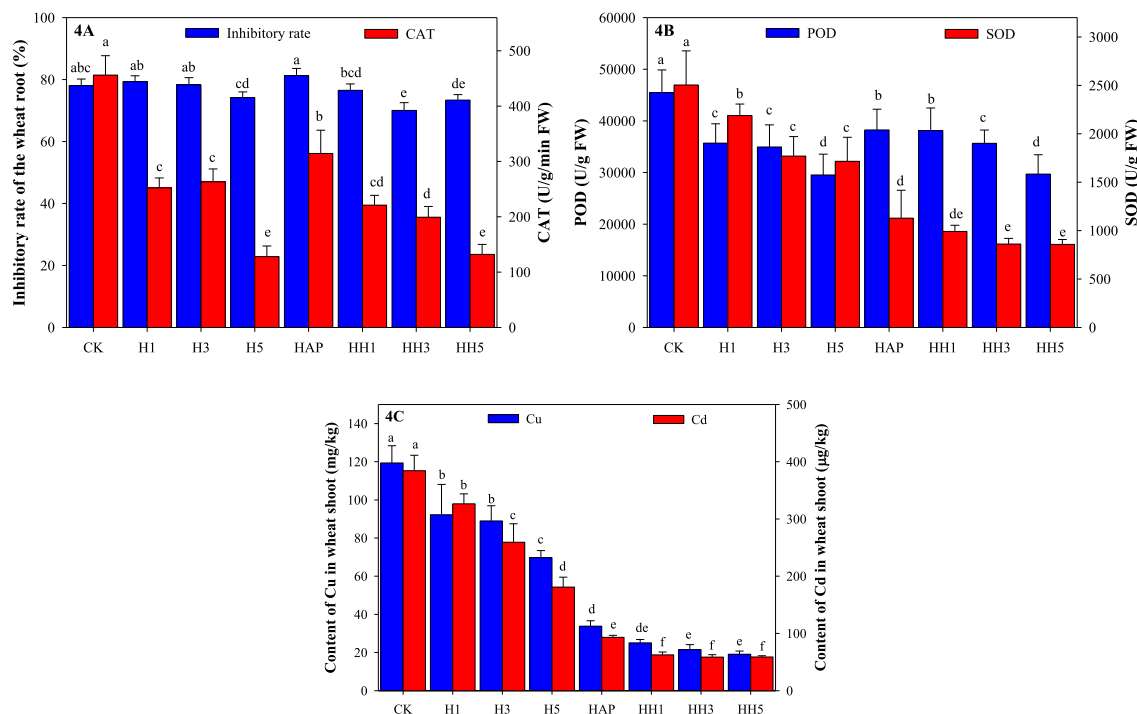 4A
Inhibitory rate
CAT
Inhibitory rate of the wheat root (%)
100
80
60
40
20
0
CAT (U/g/min FW)
500
400
300
200
100
0
abc a
ab c
ab c
cd e
a b
bcd cd
e d
de e
CK H1 H3 H5 HAP HH1 HH3 HH5
4B
POD
SOD
POD (U/g FW)
60000
50000
40000
30000
20000
10000
0
SOD (U/g FW)
3000
2500
2000
1500
1000
500
0
a a
c b
c c
d c
b d
b de
c e
d e
CK H1 H3 H5 HAP HH1 HH3 HH5
4C
Cu
Cd
Content of Cu in wheat shoot (mg/kg)
140
120
100
80
60
40
20
0
Content of Cd in wheat shoot (µg/kg)
500
400
300
200
100
0
a a
b b
b c
c d
d e
de f
e f
e f
CK H1 H3 H5 HAP HH1 HH3 HH5